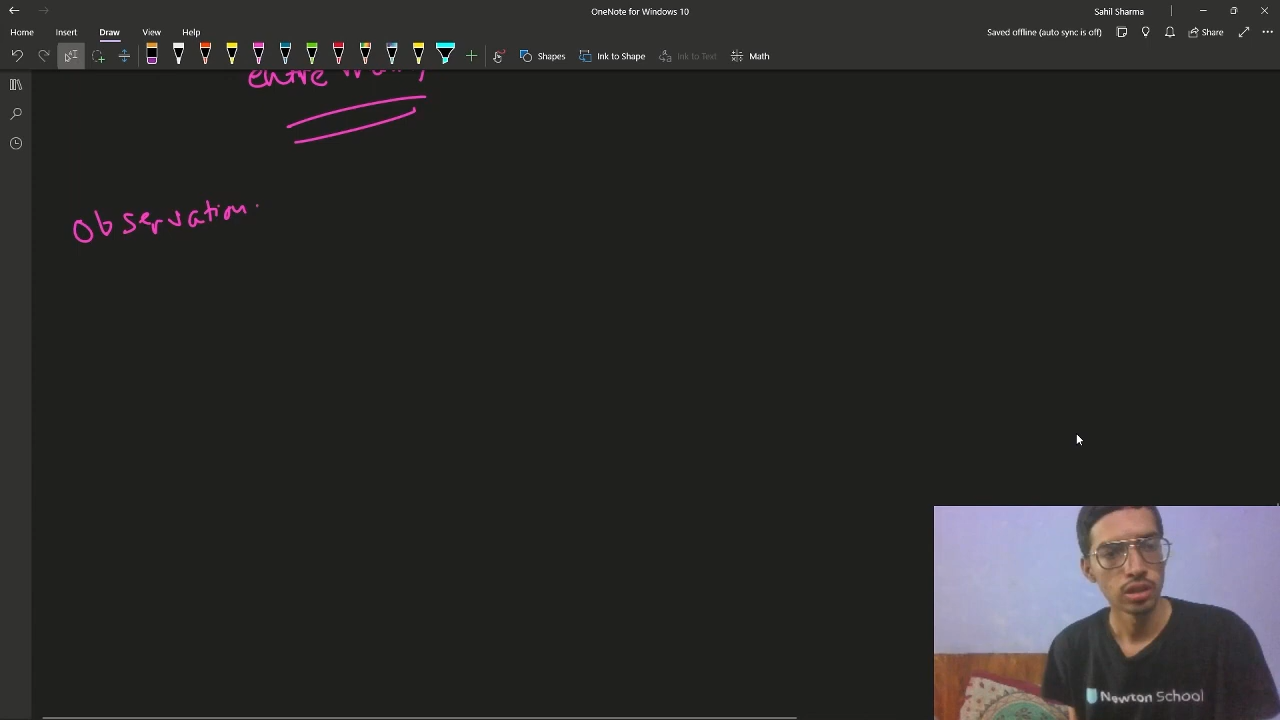 OneNote for Windows 10
Sahil Sharma
Home Insert Draw View Help
Saved offline (auto sync is off)
Share
Shapes
Ink to Shape
Ink to Text
Math
entre
Observation.
Newton School